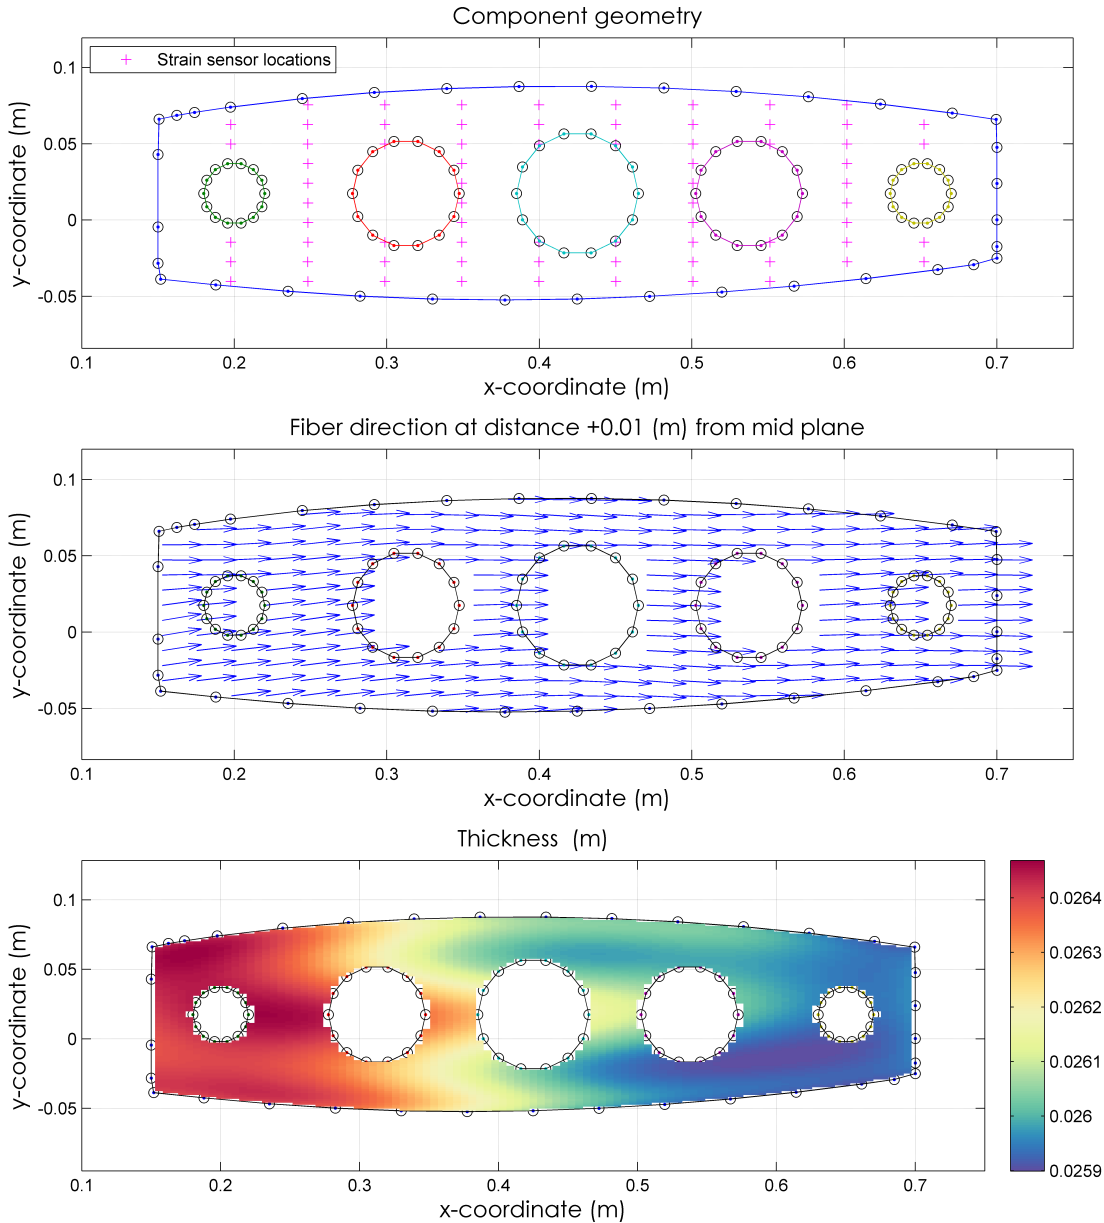 Component geometry
Strain sensor locations
0.1
0.05
0
-0.05
y-coordinate (m)
0.1 0.2 0.3 0.4 0.5 0.6 0.7
x-coordinate (m)
Fiber direction at distance +0.01 (m) from mid plane
0.1
0.05
0
-0.05
y-coordinate (m)
0.1 0.2 0.3 0.4 0.5 0.6 0.7
x-coordinate (m)
Thickness (m)
0.1
0.05
0
-0.05
y-coordinate (m)
0.1 0.2 0.3 0.4 0.5 0.6 0.7
x-coordinate (m)
0.0264
0.0263
0.0262
0.0261
0.026
0.0259